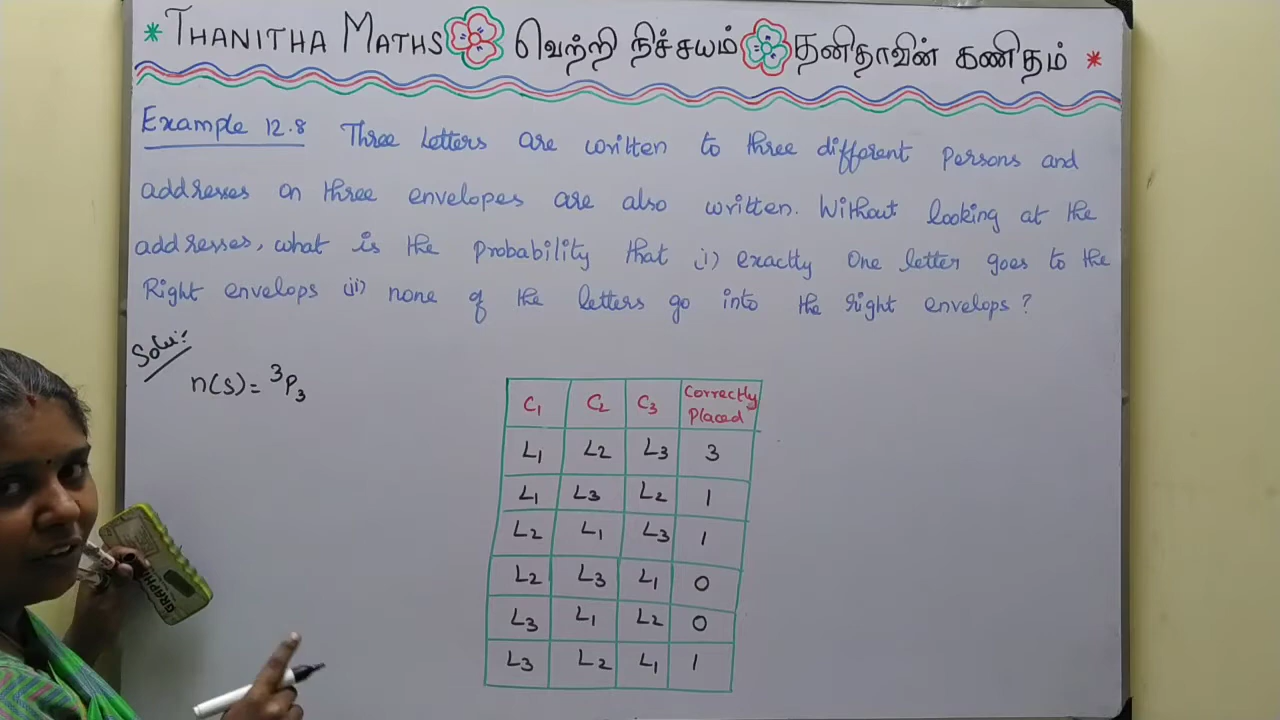 * THANITHA MATHS வெற்றி நிச்சயம் தனிதாவின் கணிதம் *
Example 12.8 Three Letters are written to three different persons and
addresses on three envelopes are also written. Without looking at the
addresses, what is the probability that (i) exactly one letter goes to the
Right envelops (ii) none of the letters go into the right envelops?
Solu:
n(S) = ³P₃
C₁ C₂ C₃ Correctly Placed
L₁ L₂ L₃ 3
L₁ L₃ L₂ 1
L₂ L₁ L₃ 1
L₂ L₃ L₁ 0
L₃ L₁ L₂ 0
L₃ L₂ L₁ 1